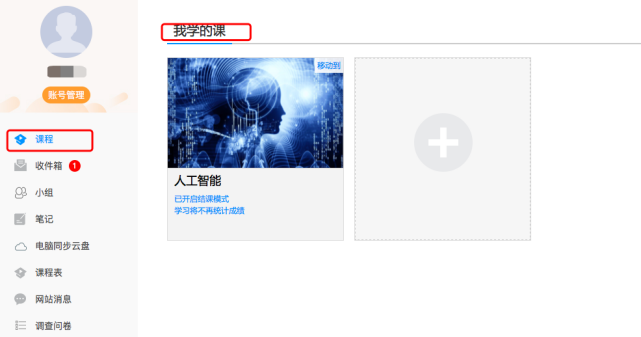 账号管理
课程
收件箱 1
小组
笔记
电脑同步云盘
课程表
网站消息
调查问卷
我学的课
移动到
人工智能
已开启结课模式
学习将不再统计成绩